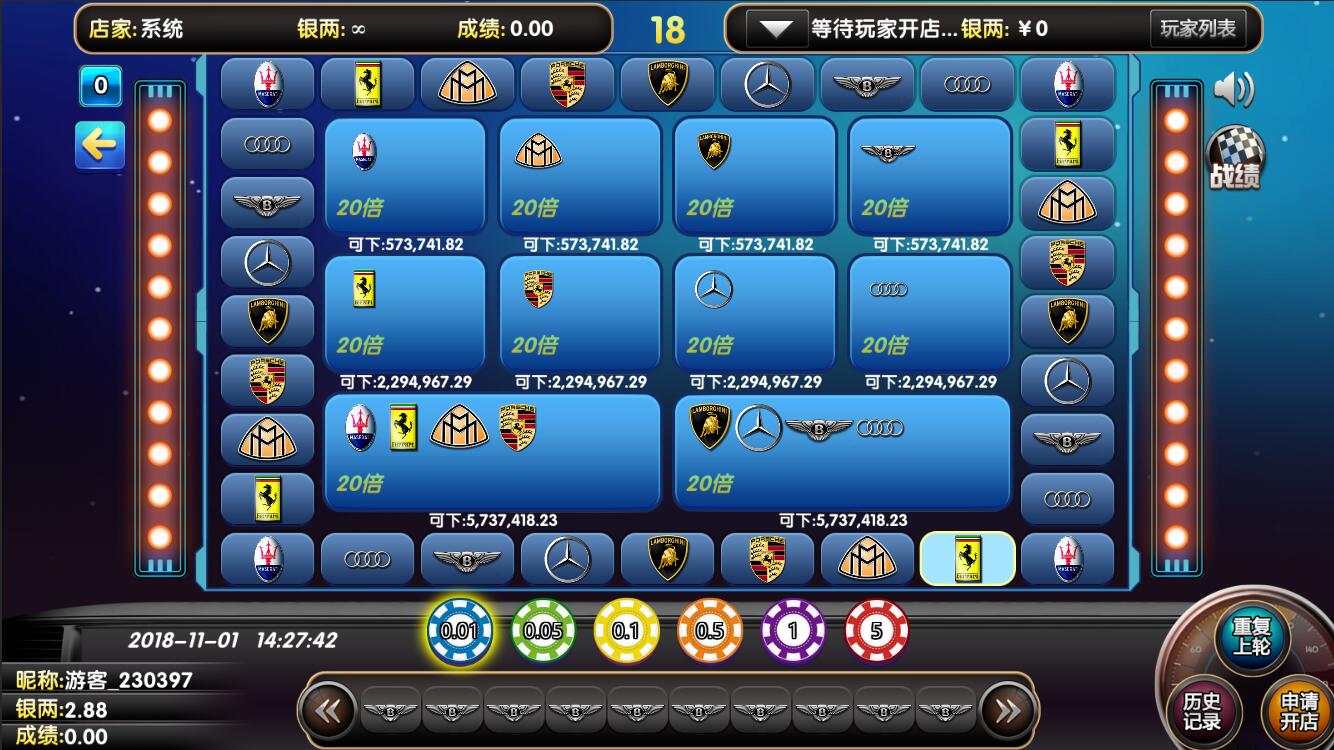 店家:系统 银两:∞ 成绩:0.00
18
等待玩家开店... 银两: ¥0
玩家列表
0
战绩
20倍 20倍 20倍 20倍
可下:573,741.82 可下:573,741.82 可下:573,741.82 可下:573,741.82
20倍 20倍 20倍 20倍
可下:2,294,967.29 可下:2,294,967.29 可下:2,294,967.29 可下:2,294,967.29
20倍 20倍
可下:5,737,418.23 可下:5,737,418.23
2018-11-01 14:27:42
0.01 0.05 0.1 0.5 1 5
重复
上轮
昵称:游客_230397
银两:2.88
成绩:0.00
历史
记录
申请
开店